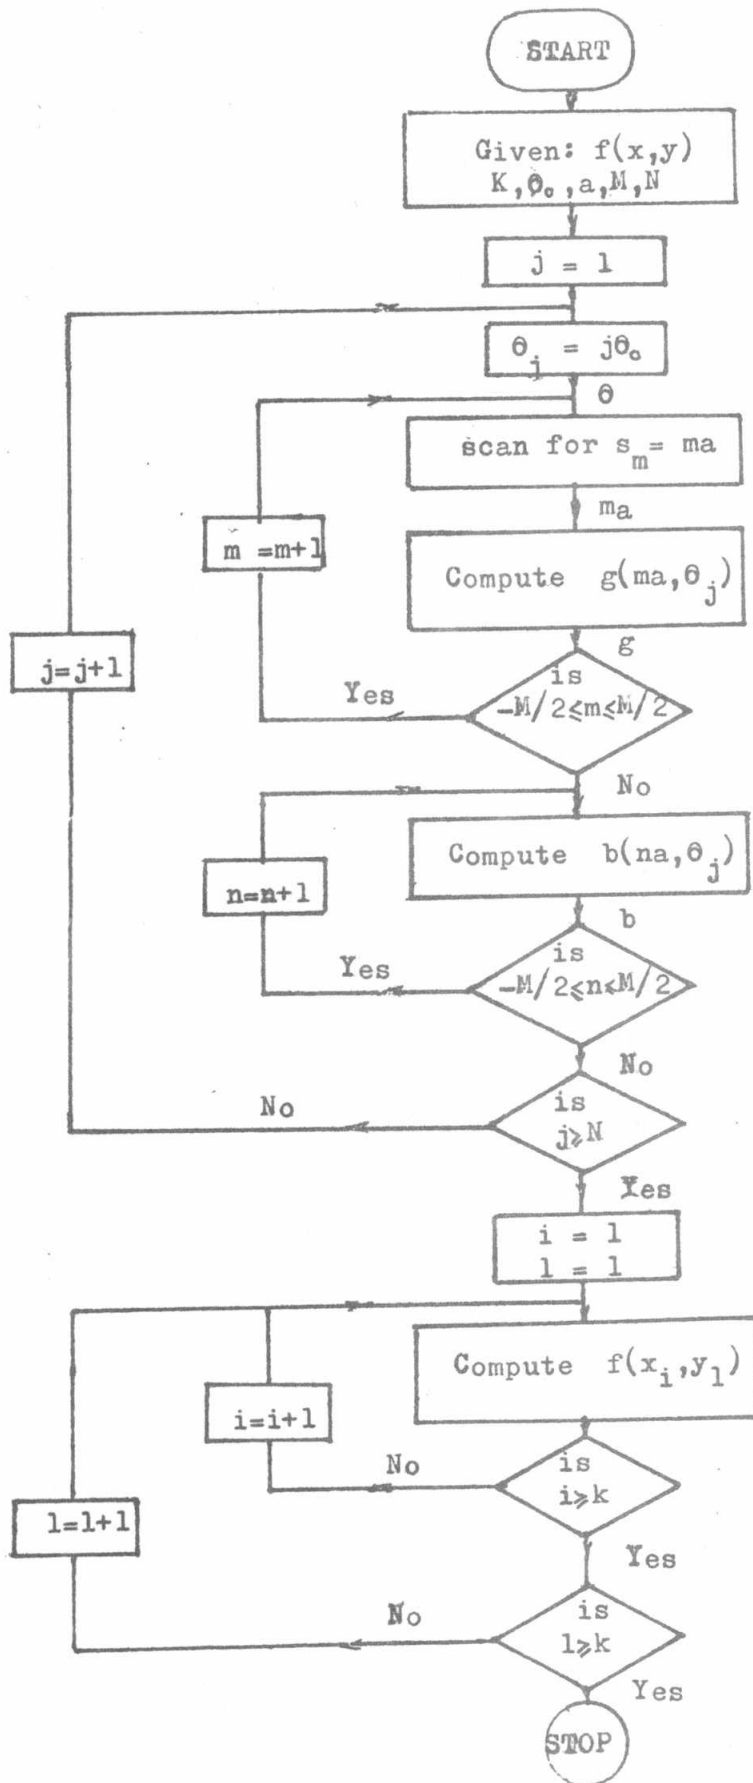 START
Given: f(x,y)
K,θ₀,a,M,N
j = 1
θj = jθ₀
θ
scan for sm= ma
ma
m =m+1
Compute g(ma,θj)
g
j=j+1
is
-M/2≤m≤M/2
Yes
No
Compute b(na,θj)
n=n+1
b
is
-M/2≤n≤M/2
Yes
No
is
j≥N
No
Yes
i = 1
l = 1
Compute f(xi,yl)
i=i+1
is
i≥k
No
l=l+1
Yes
is
l≥k
No
Yes
STOP